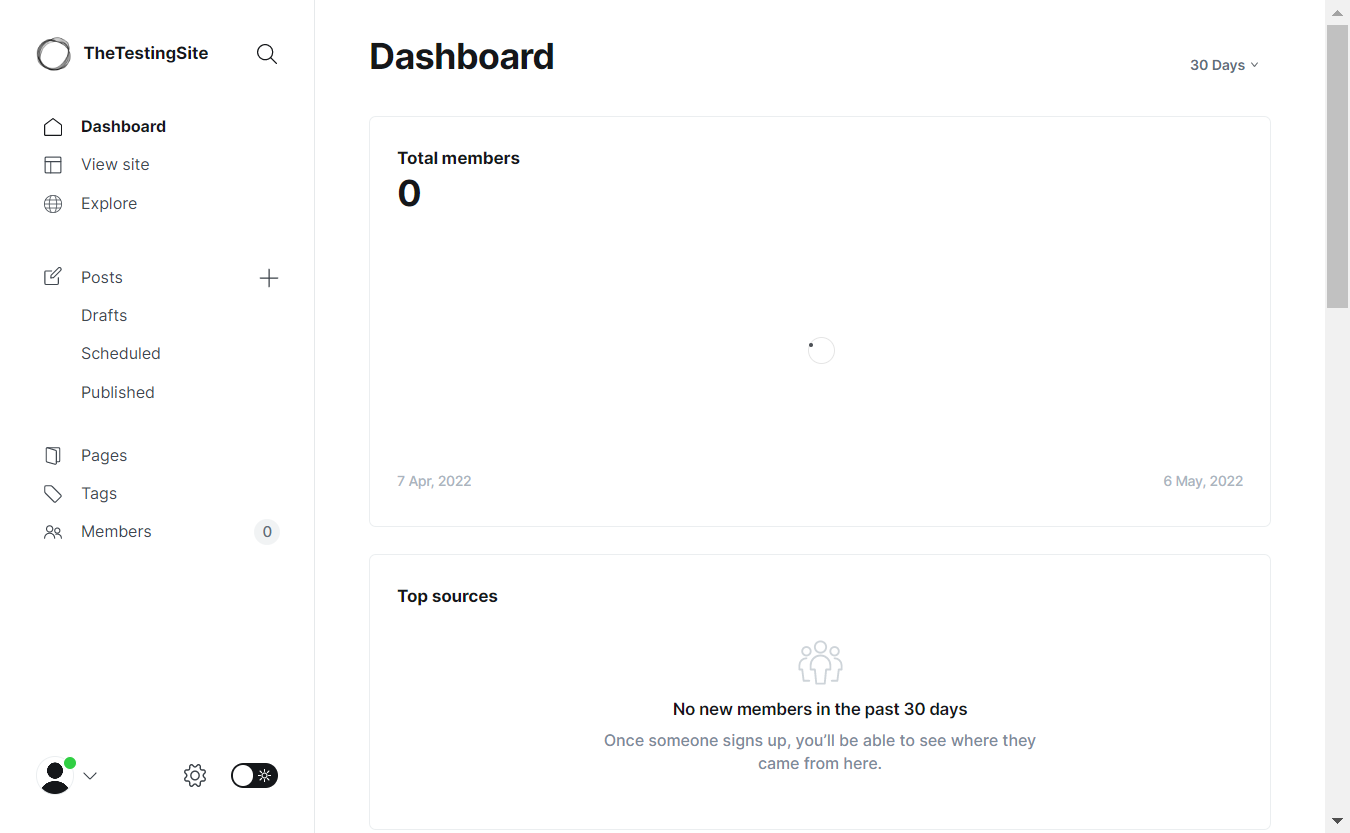 TheTestingSite
Dashboard
View site
Explore
Posts
Drafts
Scheduled
Published
Pages
Tags
Members
0
Dashboard
30 Days
Total members
0
7 Apr, 2022
6 May, 2022
Top sources
No new members in the past 30 days
Once someone signs up, you’ll be able to see where they
came from here.